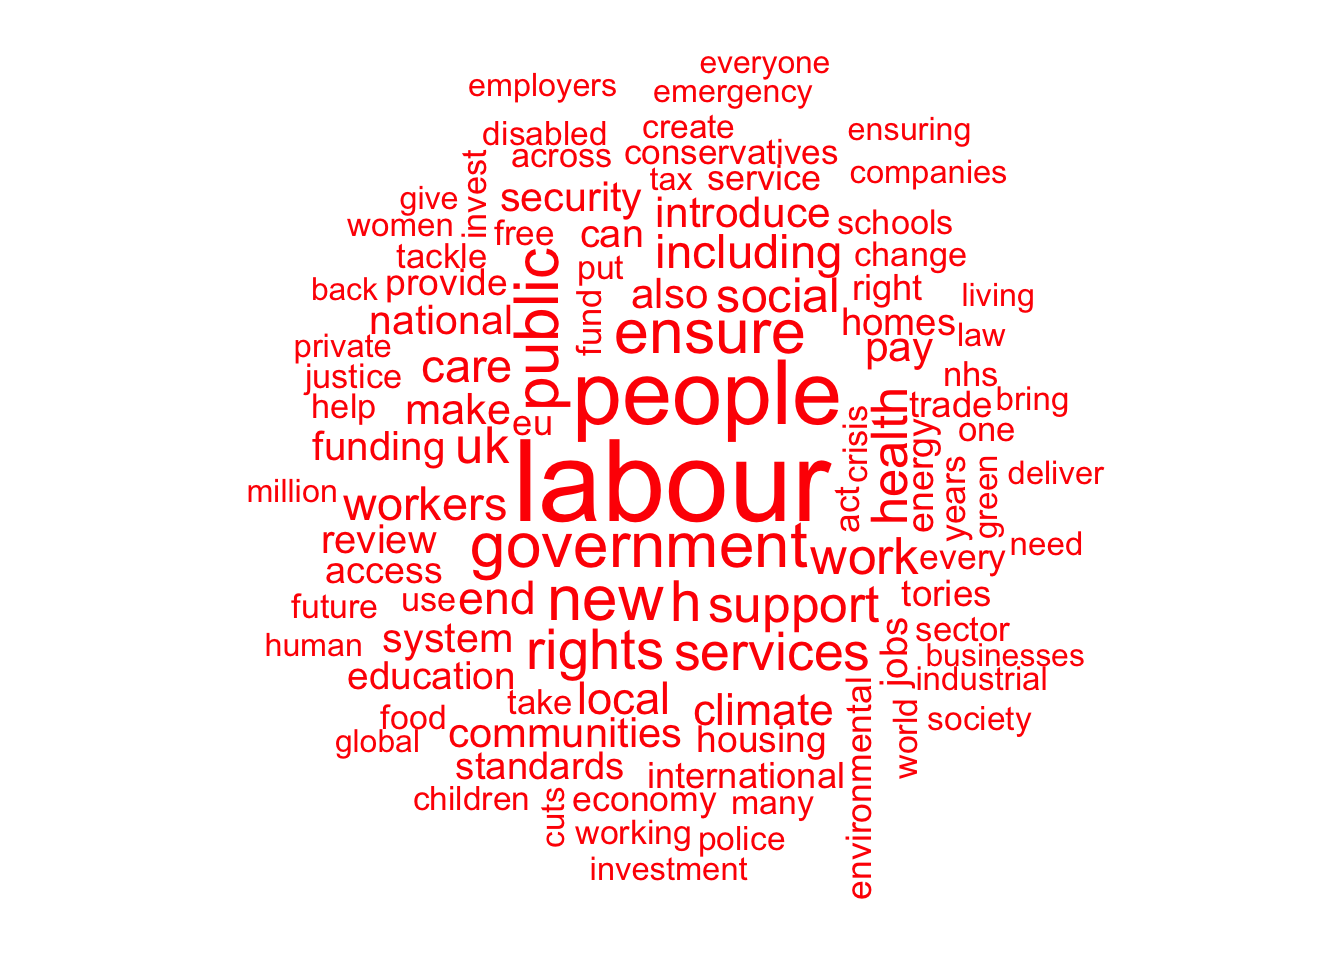 everyone
employers
emergency
disabled
create
ensuring
across
conservatives
companies
invest
tax
service
give
security
introduce
schools
women
free
can
including
change
tackle
public
put
back
provide
also
social
right
living
national
fund
ensure
homes
law
private
care
pay
justice
people
nhs
help
make
eu
health
trade
bring
funding
uk
crisis
energy
one
labour
million
workers
act
years
green
deliver
review
government
work
every
need
access
future
use
end
new
h
support
tories
human
system
rights
services
jobs
sector
businesses
education
industrial
take
local
climate
food
world
society
global
communities
housing
environmental
standards
international
children
cuts
economy
many
working
police
investment